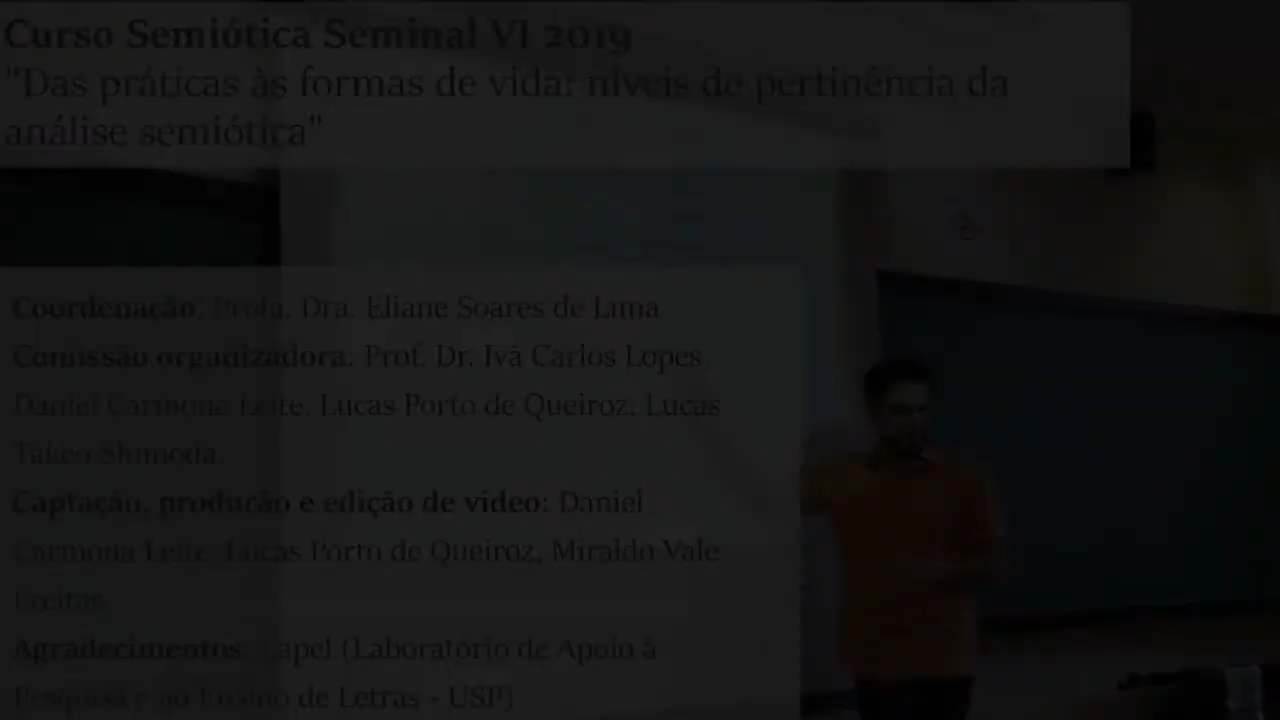 Curso Semiótica Seminal VI 2019
"Das práticas às formas de vida: níveis de pertinência da
análise semiótica"
Coordenação: Profa. Dra. Eliane Soares de Lima
Comissão organizadora: Prof. Dr. Ivã Carlos Lopes,
Daniel Carmona Leite, Lucas Porto de Queiroz, Lucas
Takeo Shimoda.
Captação, produção e edição de vídeo: Daniel
Carmona Leite, Lucas Porto de Queiroz, Miraldo Vale
Freitas
Agradecimentos: Lapel (Laboratório de Apoio à
Pesquisa e ao Ensino de Letras - USP)